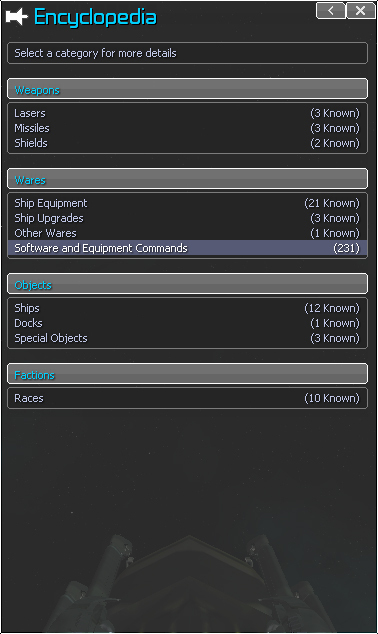 Encyclopedia
Select a category for more details
Weapons
Lasers (3 Known)
Missiles (3 Known)
Shields (2 Known)
Wares
Ship Equipment (21 Known)
Ship Upgrades (3 Known)
Other Wares (1 Known)
Software and Equipment Commands (231)
Objects
Ships (12 Known)
Docks (1 Known)
Special Objects (3 Known)
Factions
Races (10 Known)